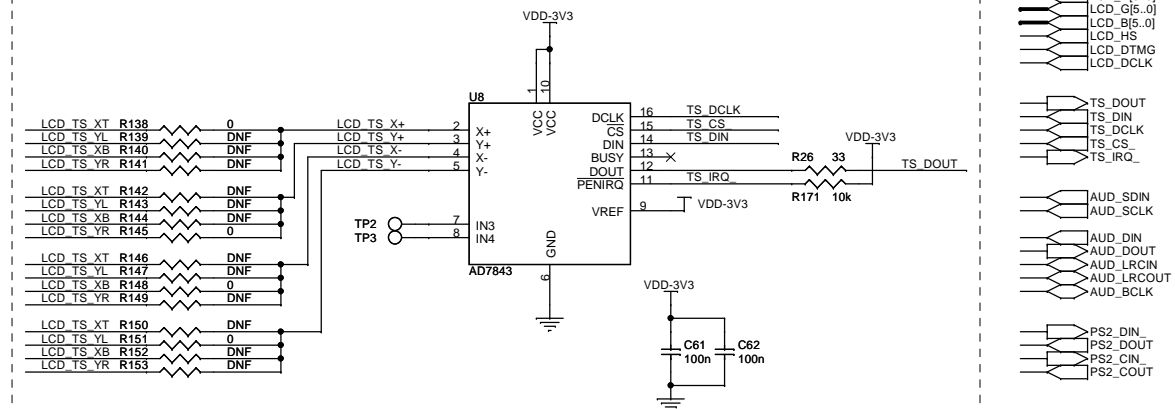 VDD-3V3
U8
1 VCC
10 VCC
LCD_TS_XT R138 0
LCD_TS_YL R139 DNF
LCD_TS_XB R140 DNF
LCD_TS_YR R141 DNF
LCD_TS_XT R142 DNF
LCD_TS_YL R143 DNF
LCD_TS_XB R144 DNF
LCD_TS_YR R145 0
LCD_TS_XT R146 DNF
LCD_TS_YL R147 DNF
LCD_TS_XB R148 0
LCD_TS_YR R149 DNF
LCD_TS_XT R150 DNF
LCD_TS_YL R151 0
LCD_TS_XB R152 DNF
LCD_TS_YR R153 DNF
LCD_TS_X+ 2 X+
LCD_TS_Y+ 3 Y+
LCD_TS_X- 4 X-
LCD_TS_Y- 5 Y-
TP2 7 IN3
TP3 8 IN4
GND
6
AD7843
DCLK 16 TS_DCLK
CS 15 TS_CS_
DIN 14 TS_DIN
BUSY 13
DOUT 12
PENIRQ 11 TS_IRQ_
VREF 9 VDD-3V3
VDD-3V3
R26 33
TS_DOUT
R171 10k
VDD-3V3
C61 100n
C62 100n
LCD_G[5..0]
LCD_B[5..0]
LCD_HS
LCD_DTMG
LCD_DCLK
TS_DOUT
TS_DIN
TS_DCLK
TS_CS_
TS_IRQ_
AUD_SDIN
AUD_SCLK
AUD_DIN
AUD_DOUT
AUD_LRCIN
AUD_LRCOUT
AUD_BCLK
PS2_DIN_
PS2_DOUT
PS2_CIN_
PS2_COUT